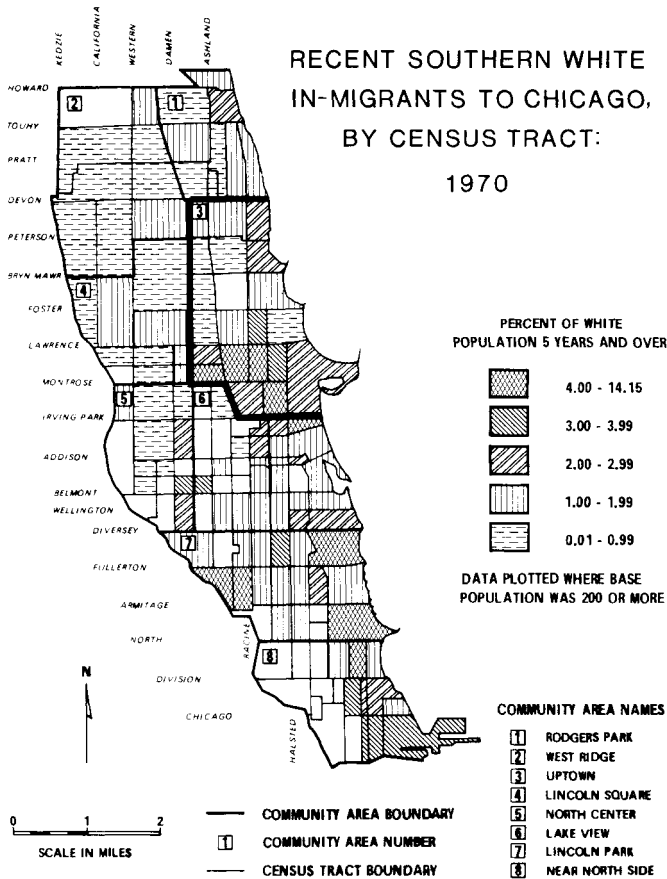 KEDZIE
CALIFORNIA
WESTERN
DAMEN
ASHLAND
RECENT SOUTHERN WHITE
IN-MIGRANTS TO CHICAGO,
BY CENSUS TRACT:
1970
HOWARD
TOUHY
PRATT
DEVON
PETERSON
BRYN MAWR
FOSTER
LAWRENCE
MONTROSE
IRVING PARK
ADDISON
BELMONT
WELLINGTON
DIVERSEY
FULLERTON
ARMITAGE
NORTH
DIVISION
CHICAGO
RACINE
HALSTED
2
1
3
4
5
6
7
8
PERCENT OF WHITE
POPULATION 5 YEARS AND OVER
4.00 - 14.15
3.00 - 3.99
2.00 - 2.99
1.00 - 1.99
0.01 - 0.99
DATA PLOTTED WHERE BASE
POPULATION WAS 200 OR MORE
N
COMMUNITY AREA NAMES
1 RODGERS PARK
2 WEST RIDGE
3 UPTOWN
4 LINCOLN SQUARE
5 NORTH CENTER
6 LAKE VIEW
7 LINCOLN PARK
8 NEAR NORTH SIDE
0 1 2
SCALE IN MILES
COMMUNITY AREA BOUNDARY
1 COMMUNITY AREA NUMBER
CENSUS TRACT BOUNDARY